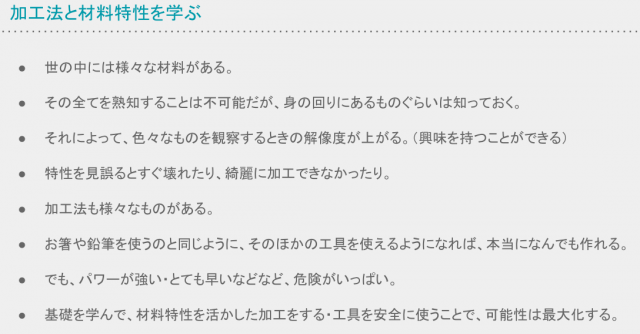 加工法と材料特性を学ぶ
● 世の中には様々な材料がある。
● その全てを熟知することは不可能だが、身の回りにあるものぐらいは知っておく。
● それによって、色々なものを観察するときの解像度が上がる。（興味を持つことができる）
● 特性を見誤るとすぐ壊れたり、綺麗に加工できなかったり。
● 加工法も様々なものがある。
● お箸や鉛筆を使うのと同じように、そのほかの工具を使えるようになれば、本当になんでも作れる。
● でも、パワーが強い・とても早いなどなど、危険がいっぱい。
● 基礎を学んで、材料特性を活かした加工をする・工具を安全に使うことで、可能性は最大化する。